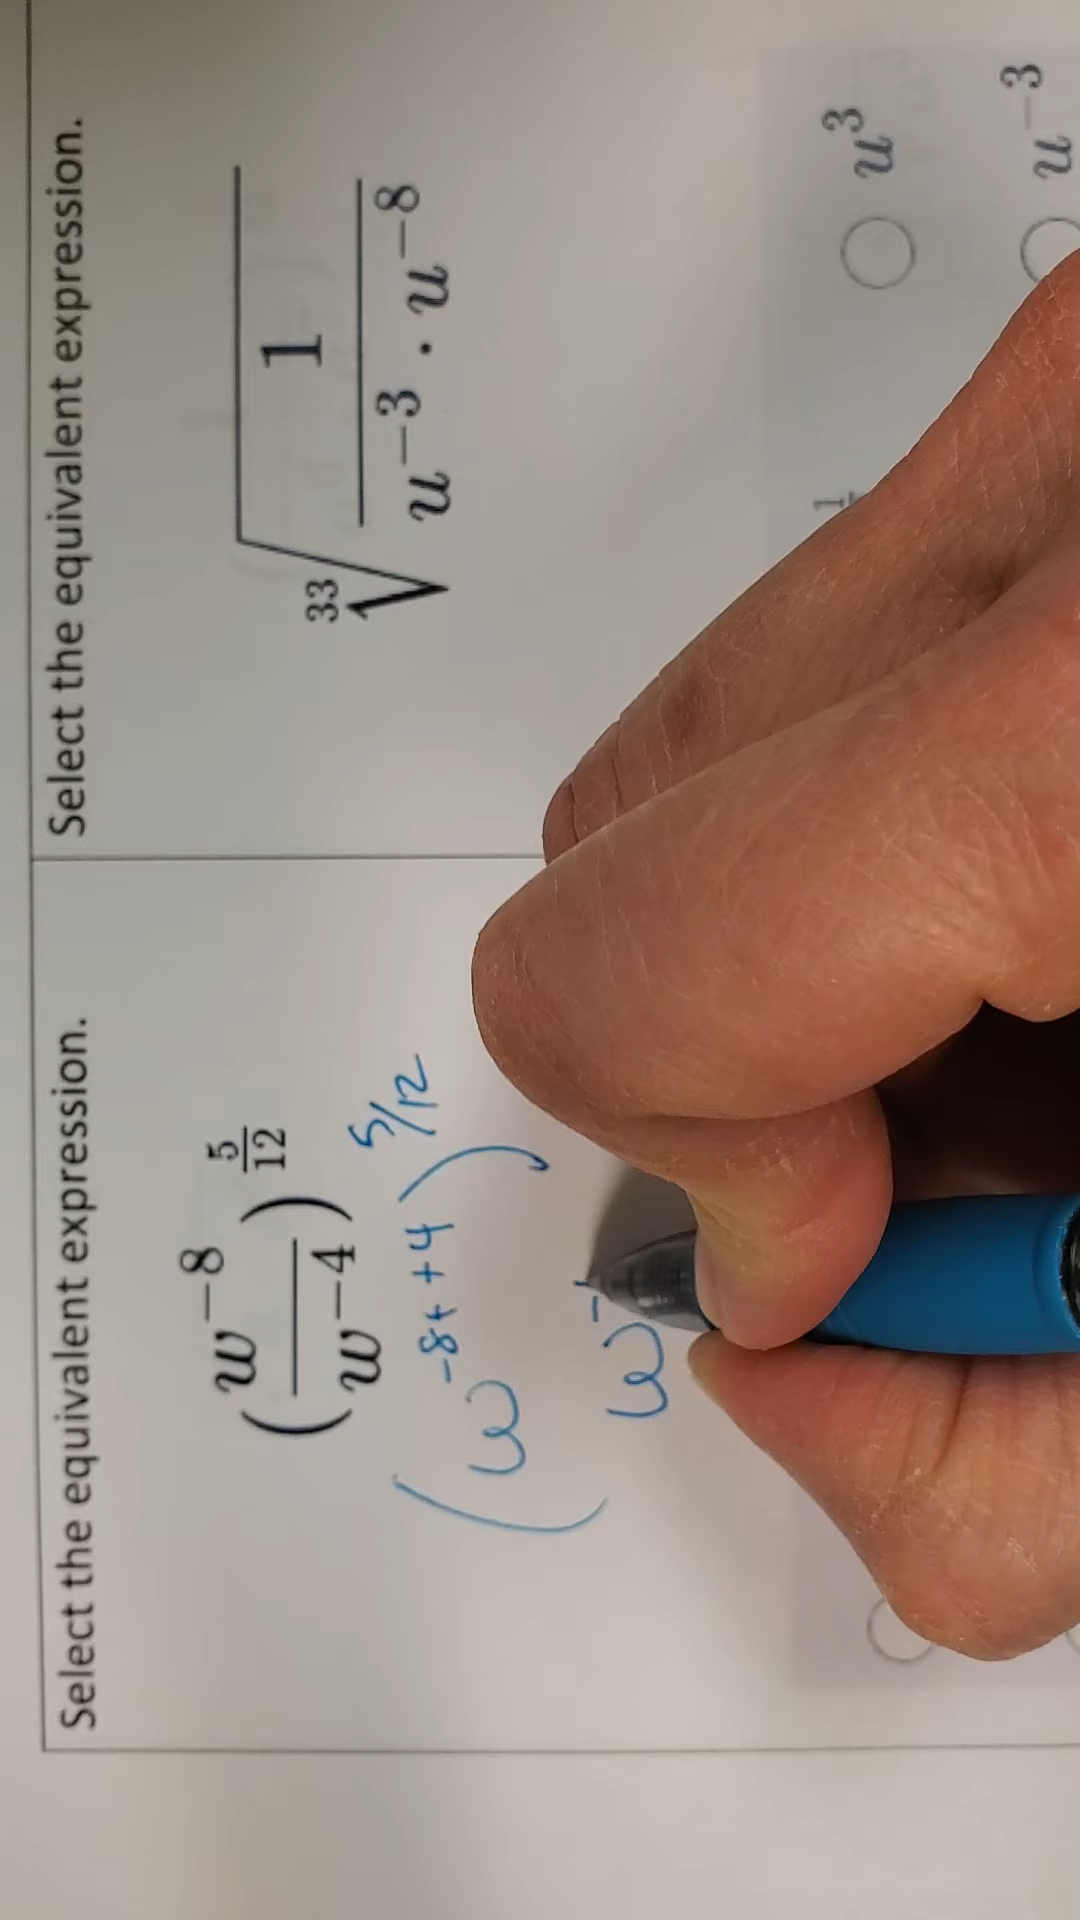 Select the equivalent expression.
(w^-8 / w^-4)^5/12
(w^-8+ +4)^5/12
w^-
Select the equivalent expression.
33√(1 / u^-3 · u^-8)
u^3
u^-3